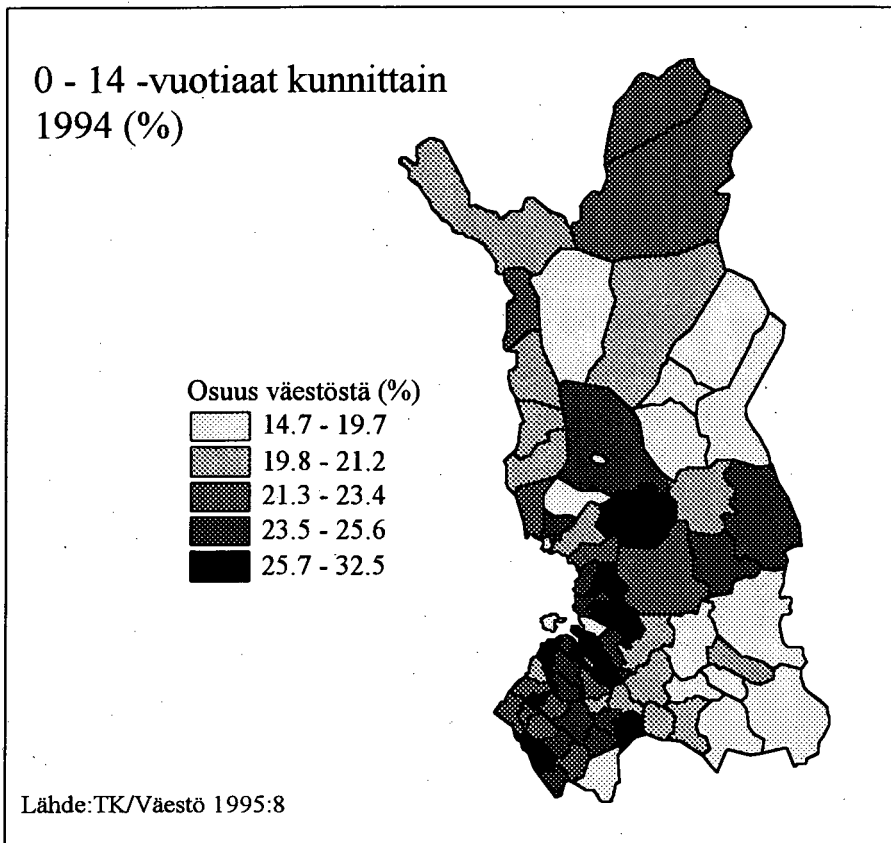 0 - 14 -vuotiaat kunnittain
1994 (%)
Osuus väestöstä (%)
14.7 - 19.7
19.8 - 21.2
21.3 - 23.4
23.5 - 25.6
25.7 - 32.5
Lähde:TK/Väestö 1995:8